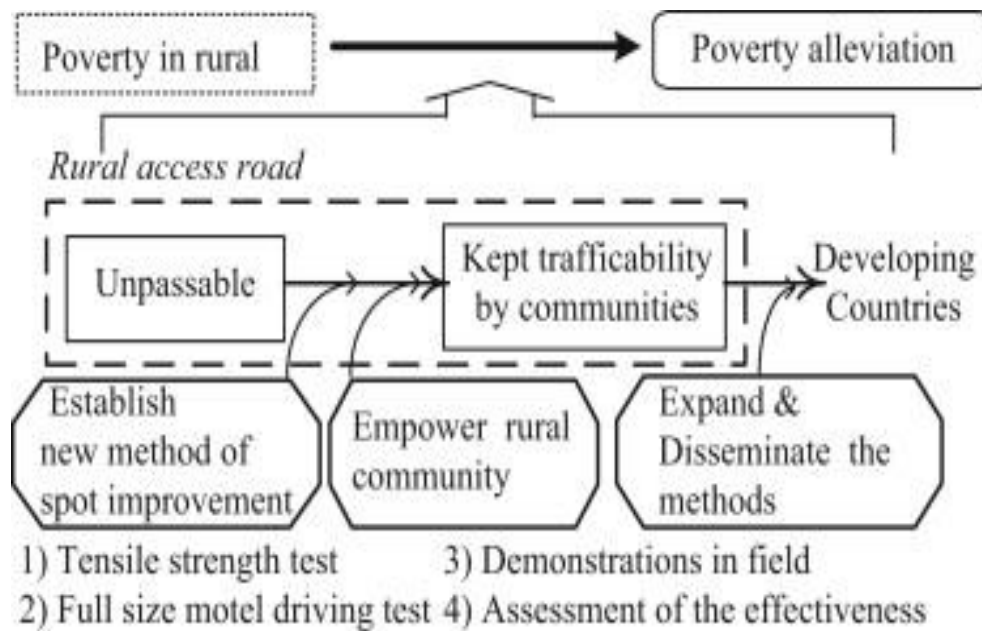 Poverty in rural
Poverty alleviation
Rural access road
Unpassable
Kept trafficability
by communities
Developing
Countries
Establish
new method of
spot improvement
Empower rural
community
Expand &
Disseminate the
methods
1) Tensile strength test
3) Demonstrations in field
2) Full size motel driving test
4) Assessment of the effectiveness